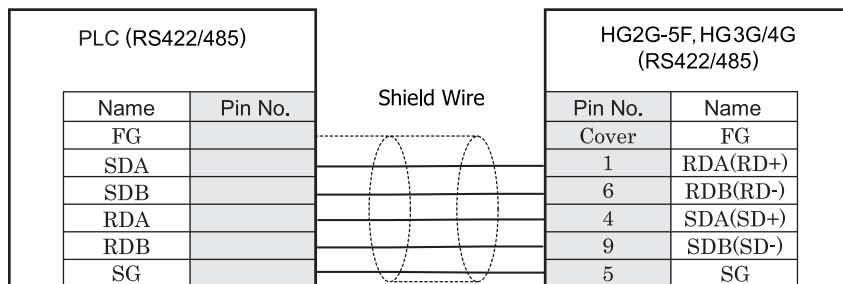 PLC (RS422/485)
HG2G-5F, HG3G/4G
(RS422/485)
Shield Wire
Name Pin No. Pin No. Name
FG Cover FG
SDA 1 RDA(RD+)
SDB 6 RDB(RD-)
RDA 4 SDA(SD+)
RDB 9 SDB(SD-)
SG 5 SG